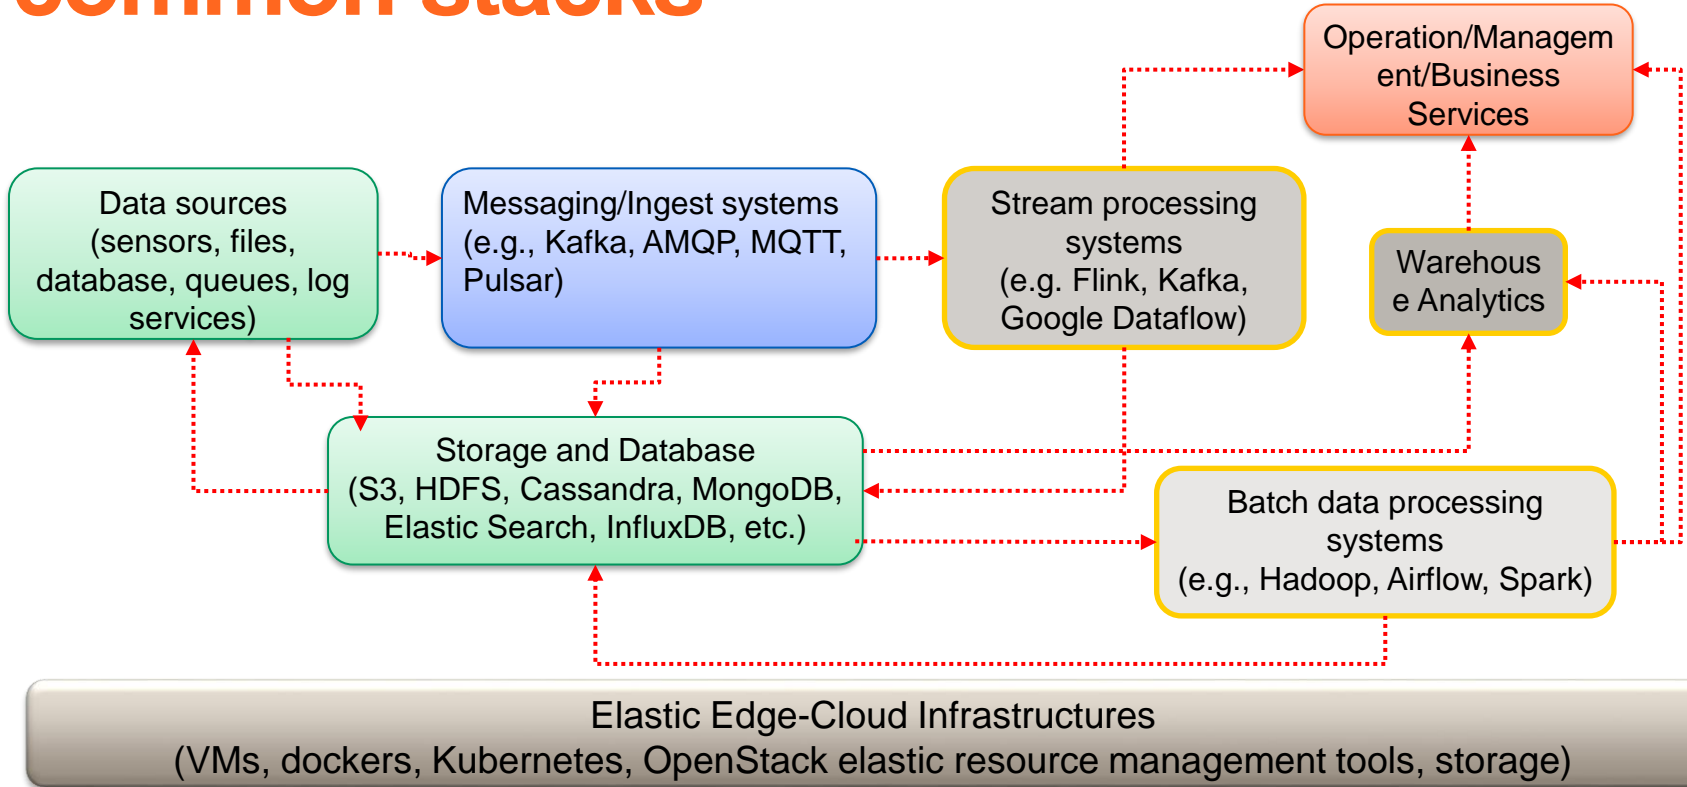 common stacks
Operation/Managem
ent/Business
Services
Data sources
(sensors, files,
database, queues, log
services)
Messaging/Ingest systems
(e.g., Kafka, AMQP, MQTT,
Pulsar)
Stream processing
systems
(e.g. Flink, Kafka,
Google Dataflow)
Warehous
e Analytics
Storage and Database
(S3, HDFS, Cassandra, MongoDB,
Elastic Search, InfluxDB, etc.)
Batch data processing
systems
(e.g., Hadoop, Airflow, Spark)
Elastic Edge-Cloud Infrastructures
(VMs, dockers, Kubernetes, OpenStack elastic resource management tools, storage)